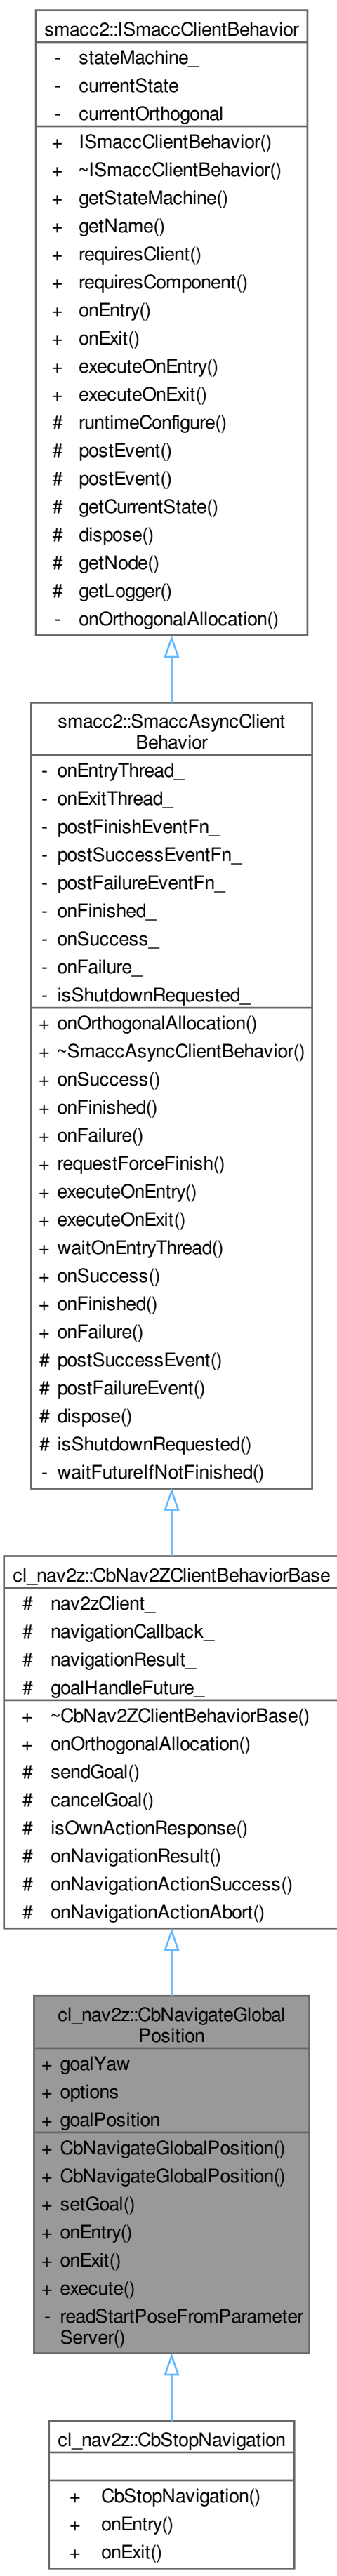 smacc2::ISmaccClientBehavior
- stateMachine_
- currentState
- currentOrthogonal
+ ISmaccClientBehavior()
+ ~ISmaccClientBehavior()
+ getStateMachine()
+ getName()
+ requiresClient()
+ requiresComponent()
+ onEntry()
+ onExit()
+ executeOnEntry()
+ executeOnExit()
# runtimeConfigure()
# postEvent()
# postEvent()
# getCurrentState()
# dispose()
# getNode()
# getLogger()
- onOrthogonalAllocation()
smacc2::SmaccAsyncClient
Behavior
- onEntryThread_
- onExitThread_
- postFinishEventFn_
- postSuccessEventFn_
- postFailureEventFn_
- onFinished_
- onSuccess_
- onFailure_
- isShutdownRequested_
+ onOrthogonalAllocation()
+ ~SmaccAsyncClientBehavior()
+ onSuccess()
+ onFinished()
+ onFailure()
+ requestForceFinish()
+ executeOnEntry()
+ executeOnExit()
+ waitOnEntryThread()
+ onSuccess()
+ onFinished()
+ onFailure()
# postSuccessEvent()
# postFailureEvent()
# dispose()
# isShutdownRequested()
- waitFutureIfNotFinished()
cl_nav2z::CbNav2ZClientBehaviorBase
# nav2zClient_
# navigationCallback_
# navigationResult_
# goalHandleFuture_
+ ~CbNav2ZClientBehaviorBase()
+ onOrthogonalAllocation()
# sendGoal()
# cancelGoal()
# isOwnActionResponse()
# onNavigationResult()
# onNavigationActionSuccess()
# onNavigationActionAbort()
cl_nav2z::CbNavigateGlobal
Position
+ goalYaw
+ options
+ goalPosition
+ CbNavigateGlobalPosition()
+ CbNavigateGlobalPosition()
+ setGoal()
+ onEntry()
+ onExit()
+ execute()
- readStartPoseFromParameter
Server()
cl_nav2z::CbStopNavigation
+ CbStopNavigation()
+ onEntry()
+ onExit()